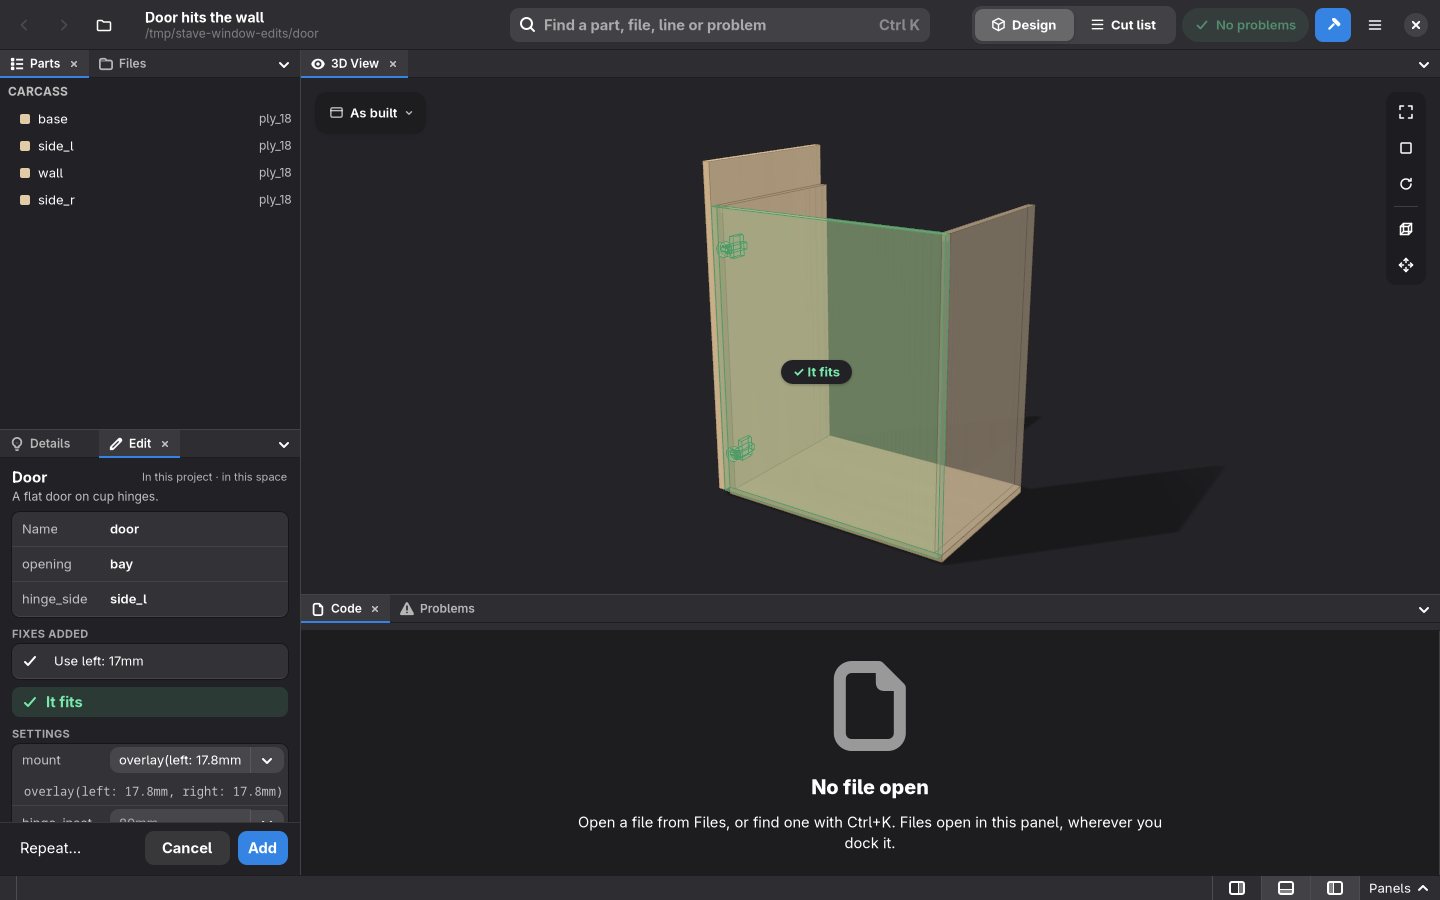 Door hits the wall
/tmp/stave-window-edits/door
Find a part, file, line or problem
Ctrl K
Design
Cut list
No problems
Parts
Files
3D View
CARCASS
base
ply_18
side_l
ply_18
wall
ply_18
side_r
ply_18
As built
It fits
Details
Edit
Door
In this project · in this space
A flat door on cup hinges.
Name
door
opening
bay
hinge_side
side_l
FIXES ADDED
Use left: 17mm
It fits
SETTINGS
mount
overlay(left: 17.8mm
overlay(left: 17.8mm, right: 17.8mm)
Repeat...
Cancel
Add
Code
Problems
No file open
Open a file from Files, or find one with Ctrl+K. Files open in this panel, wherever you
dock it.
Panels